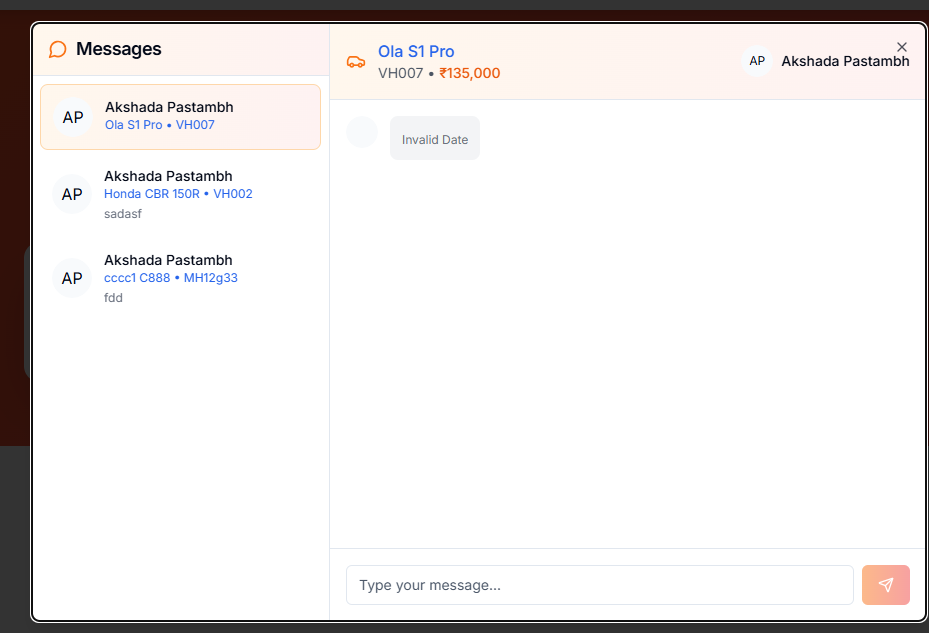 Messages
AP
Akshada Pastambh
Ola S1 Pro • VH007
AP
Akshada Pastambh
Honda CBR 150R • VH002
sadasf
AP
Akshada Pastambh
cccc1 C888 • MH12g33
fdd
Ola S1 Pro
VH007 • ₹135,000
AP
Akshada Pastambh
Invalid Date
Type your message...